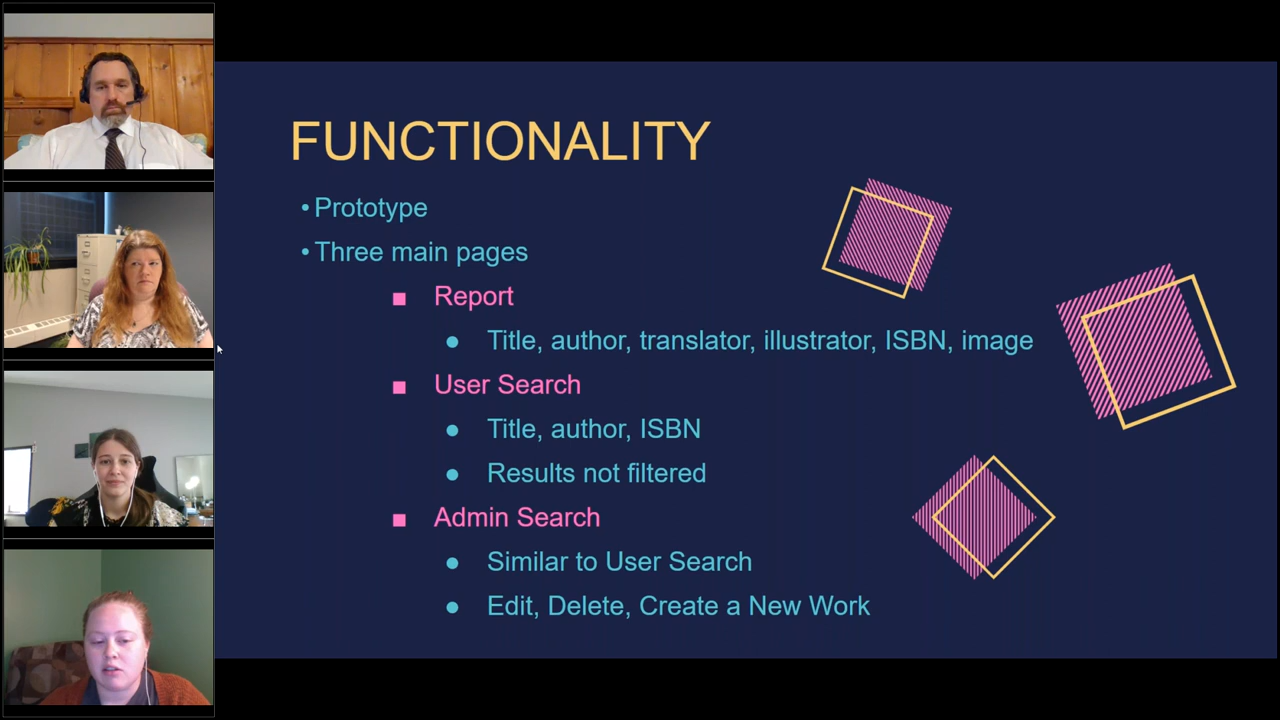 FUNCTIONALITY
• Prototype
• Three main pages
■ Report
● Title, author, translator, illustrator, ISBN, image
■ User Search
● Title, author, ISBN
● Results not filtered
■ Admin Search
● Similar to User Search
● Edit, Delete, Create a New Work